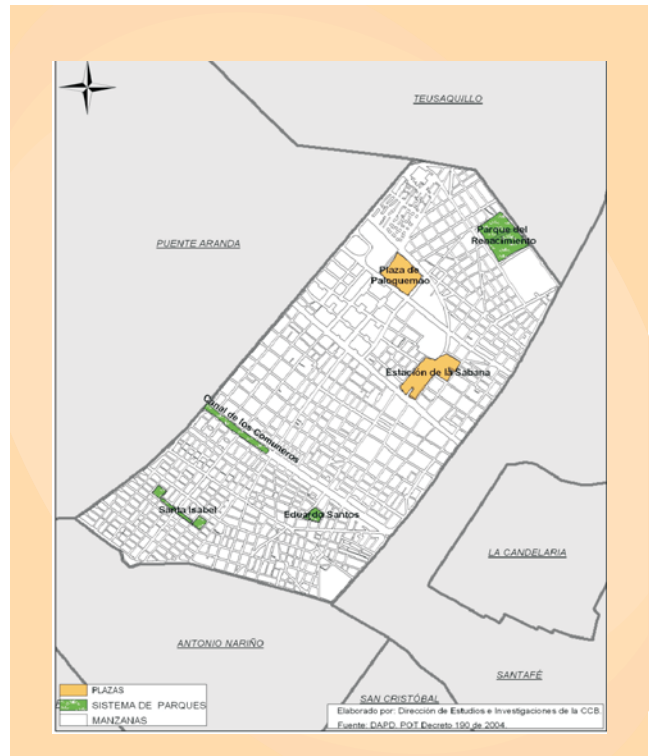 TEUSAQUILLO
Parque del
Renacimiento
PUENTE ARANDA
Plaza de
Paloquemao
Estación de la Sabana
Canal de los Comuneros
Santa Isabel
Eduardo Santos
LA CANDELARIA
ANTONIO NARIÑO
SANTAFÉ
SAN CRISTÓBAL
PLAZAS
SISTEMA DE PARQUES
MANZANAS
Elaborado por: Dirección de Estudios e Investigaciones de la CCB.
Fuente: DAPD. POT Decreto 190 de 2004.